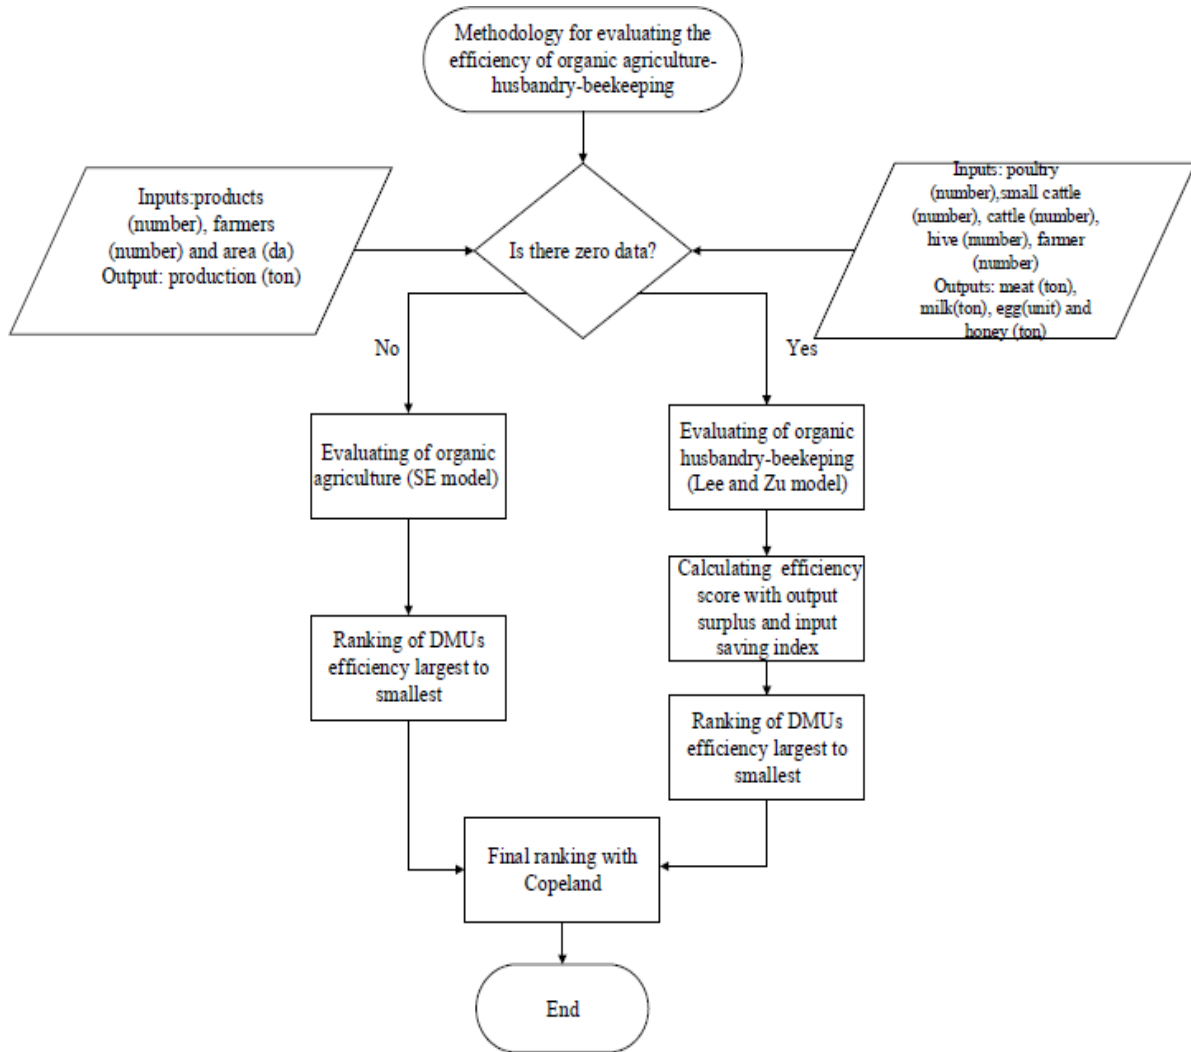 Methodology for evaluating the
efficiency of organic agriculture-
husbandry-beekeeping
Inputs:products
(number), farmers
(number) and area (da)
Output: production (ton)
Is there zero data?
Inputs: poultry
(number),small cattle
(number), cattle (number),
hive (number), farmer
(number)
Outputs: meat (ton),
milk(ton), egg(unit) and
honey (ton)
No
Yes
Evaluating of organic
agriculture (SE model)
Evaluating of organic
husbandry-beekeping
(Lee and Zu model)
Calculating efficiency
score with output
surplus and input
saving index
Ranking of DMUs
efficiency largest to
smallest
Ranking of DMUs
efficiency largest to
smallest
Final ranking with
Copeland
End